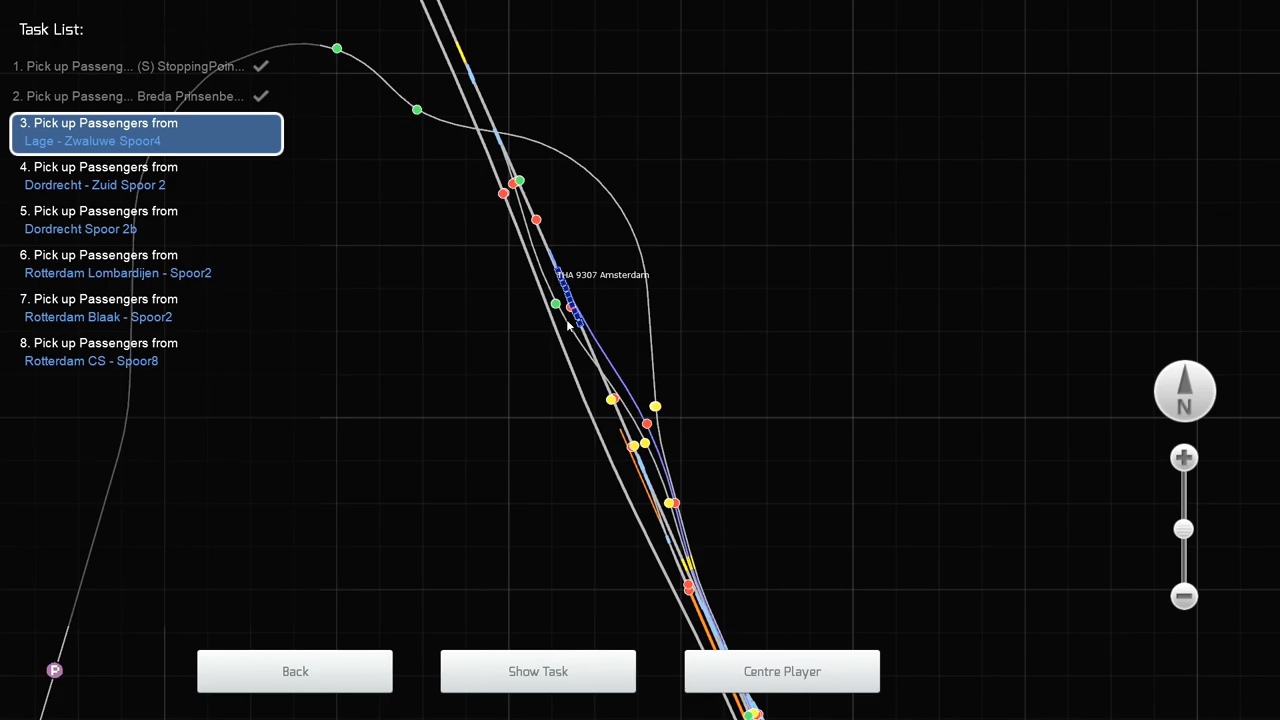 Task List:
1. Pick up Passeng... (S) StoppingPoin...
2. Pick up Passeng... Breda Prinsenbe...
3. Pick up Passengers from
Lage - Zwaluwe Spoor4
4. Pick up Passengers from
Dordrecht - Zuid Spoor 2
5. Pick up Passengers from
Dordrecht Spoor 2b
6. Pick up Passengers from
Rotterdam Lombardijen - Spoor2
7. Pick up Passengers from
Rotterdam Blaak - Spoor2
8. Pick up Passengers from
Rotterdam CS - Spoor8
THA 9307 Amsterdam
N
P
Back
Show Task
Centre Player